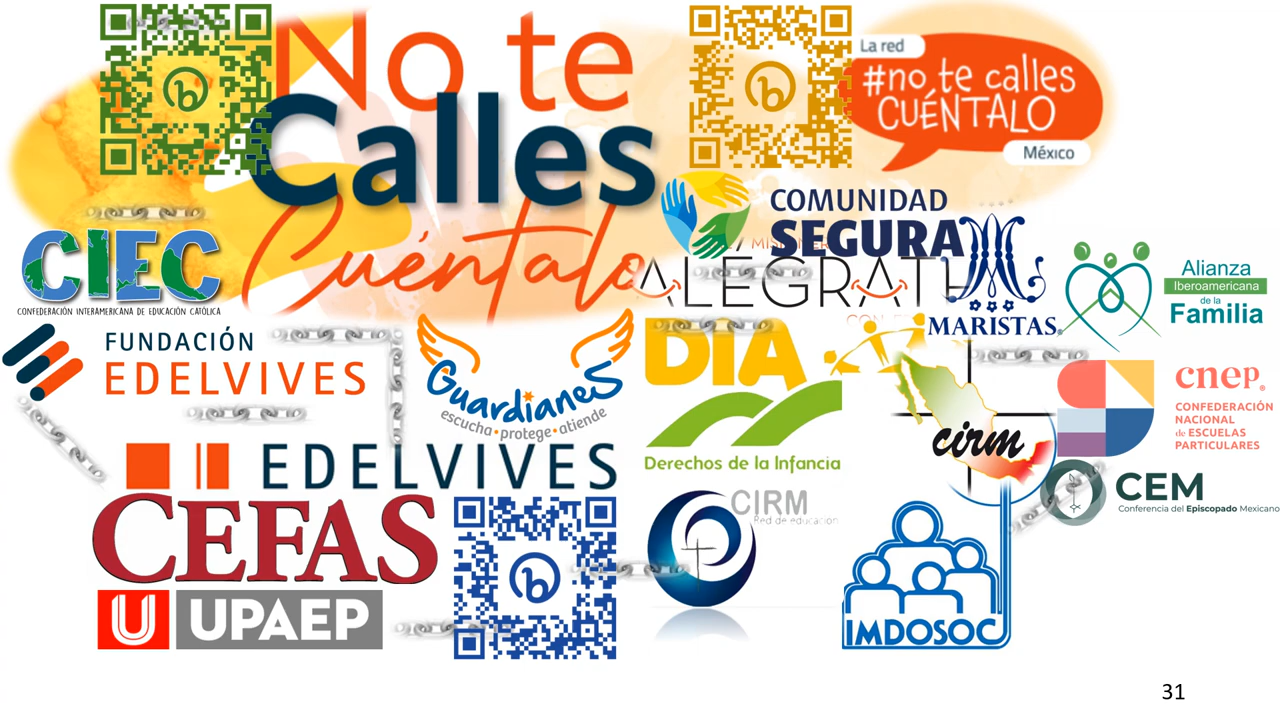 No te
Calles
Cuéntalo
La red
#no te calles
CUÉNTALO
México
COMUNIDAD
SEGURA
ALEGRATH
MARISTAS
CIEC
CONFEDERACIÓN INTERAMERICANA DE EDUCACIÓN CATÓLICA
Alianza
Iberoamericana
de la
Familia
FUNDACIÓN
EDELVIVES
Guardianes
escucha•protege•atiende
DIA
Derechos de la Infancia
cirm
cnep®
CONFEDERACIÓN
NACIONAL
de ESCUELAS
PARTICULARES
EDELVIVES
CEM
Conferencia del Episcopado Mexicano
CEFAS
CIRM
Red de educación
U UPAEP
IMDOSOC
31